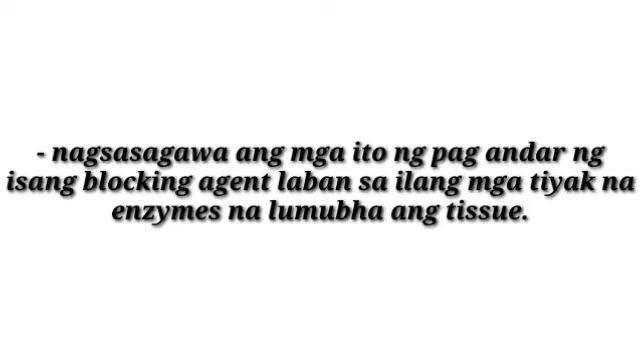 - nagsasagawa ang mga ito ng pag andar ng
isang blocking agent laban sa ilang mga tiyak na
enzymes na lumubha ang tissue.